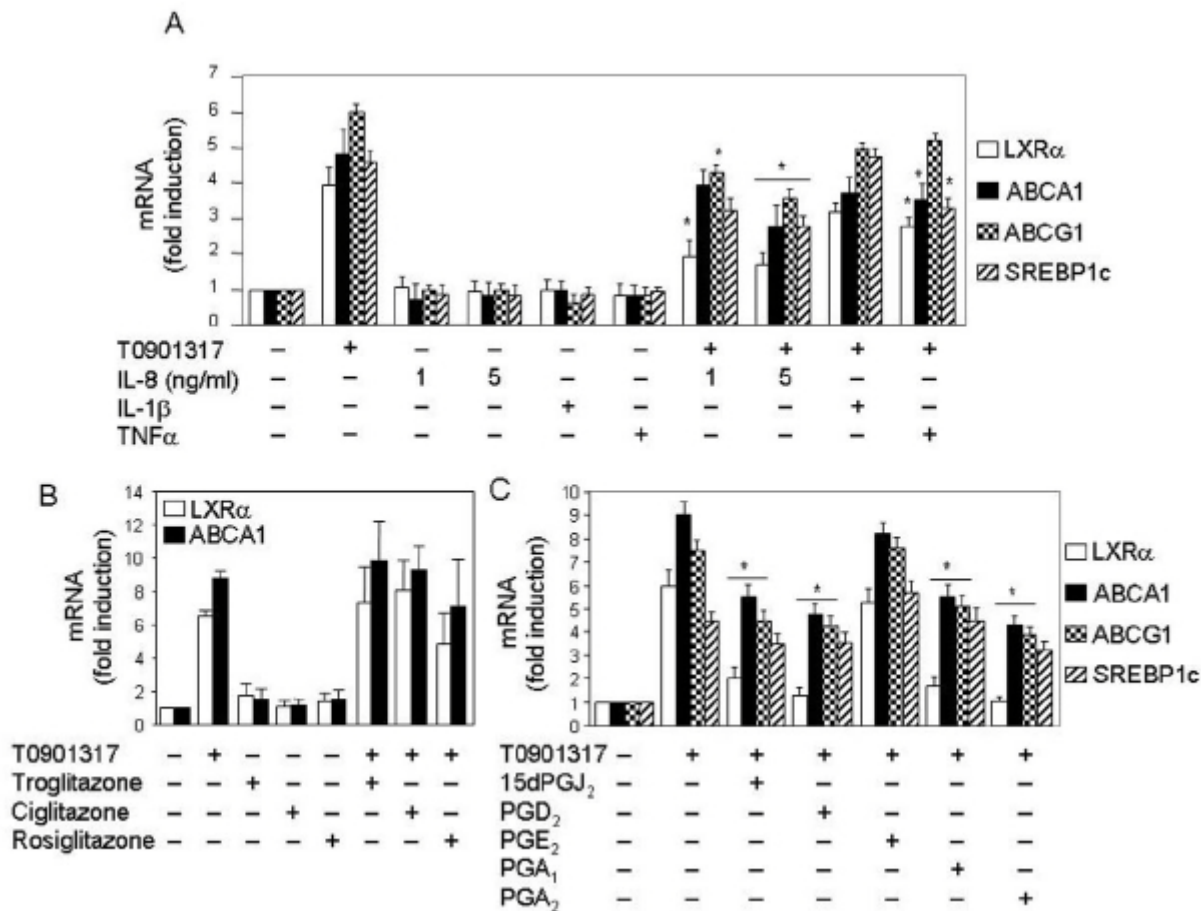 A
7
6
5
4
3
2
1
0
mRNA
(fold induction)
* * * * * *
LXRα
ABCA1
ABCG1
SREBP1c
T0901317 – + – – – – + + + +
IL-8 (ng/ml) – – 1 5 – – 1 5 – –
IL-1β – – – – + – – – + –
TNFα – – – – – + – – – +
B
14
12
10
8
6
4
2
0
mRNA
(fold induction)
LXRα
ABCA1
T0901317 – + – – – + + +
Troglitazone – – + – – + – –
Ciglitazone – – – + – – + –
Rosiglitazone – – – – + – – +
C
10
9
8
7
6
5
4
3
2
1
0
mRNA
(fold induction)
* * * *
LXRα
ABCA1
ABCG1
SREBP1c
T0901317 – + + + + + +
15dPGJ₂ – – + – – – –
PGD₂ – – – + – – –
PGE₂ – – – – + – –
PGA₁ – – – – – + –
PGA₂ – – – – – – +